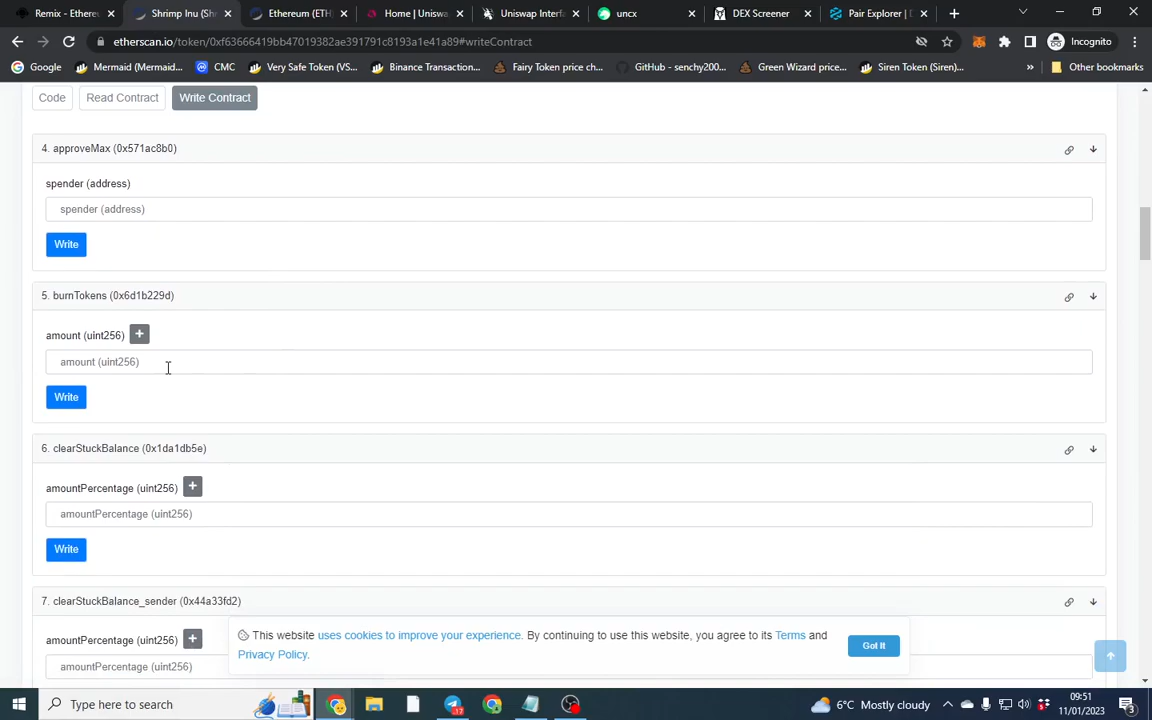 Remix - Ethere
Shrimp Inu (Sh
Ethereum (ETH
Home | Uniswa
Uniswap Interf
uncx
DEX Screener
Pair Explorer | D
etherscan.io/token/0xf63666419bb47019382ae391791c8193a1e41a89#writeContract
Incognito
Google
Mermaid (Mermaid...
CMC
Very Safe Token (VS...
Binance Transaction...
Fairy Token price ch...
GitHub - senchy200...
Green Wizard price...
Siren Token (Siren)...
»
Other bookmarks
Code
Read Contract
Write Contract
4. approveMax (0x571ac8b0)
spender (address)
spender (address)
Write
5. burnTokens (0x6d1b229d)
amount (uint256) +
amount (uint256)
Write
6. clearStuckBalance (0x1da1db5e)
amountPercentage (uint256) +
amountPercentage (uint256)
Write
7. clearStuckBalance_sender (0x44a33fd2)
amountPercentage (uint256) +
amountPercentage (uint256)
This website uses cookies to improve your experience. By continuing to use this website, you agree to its Terms and
Privacy Policy.
Got It
Type here to search
6°C Mostly cloudy
09:51
11/01/2023
3